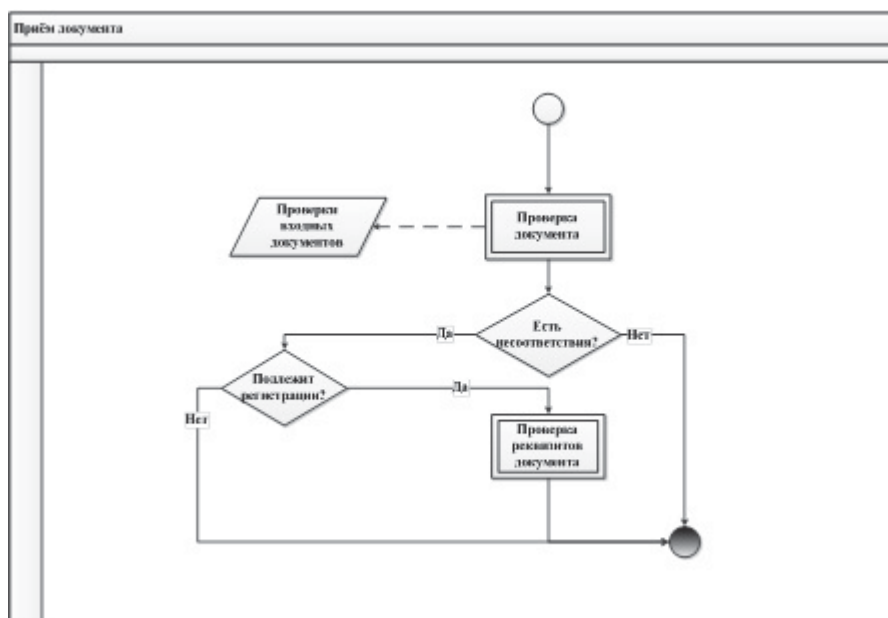 Приём документа
Проверки
входных
документов
Проверка
документа
Есть
несоответствия?
Да
Нет
Подлежит
регистрации?
Да
Нет
Проверка
реквизитов
документа